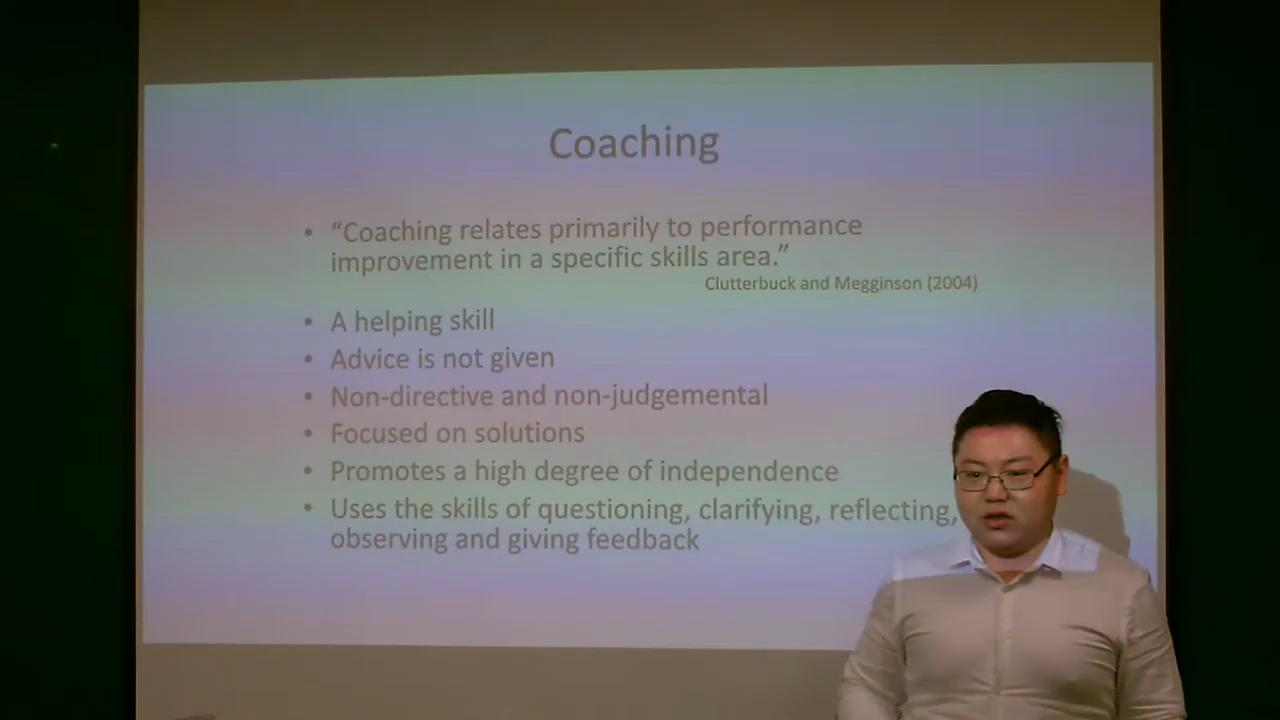 Coaching
• “Coaching relates primarily to performance
improvement in a specific skills area.”
Clutterbuck and Megginson (2004)
• A helping skill
• Advice is not given
• Non-directive and non-judgemental
• Focused on solutions
• Promotes a high degree of independence
• Uses the skills of questioning, clarifying, reflecting,
observing and giving feedback